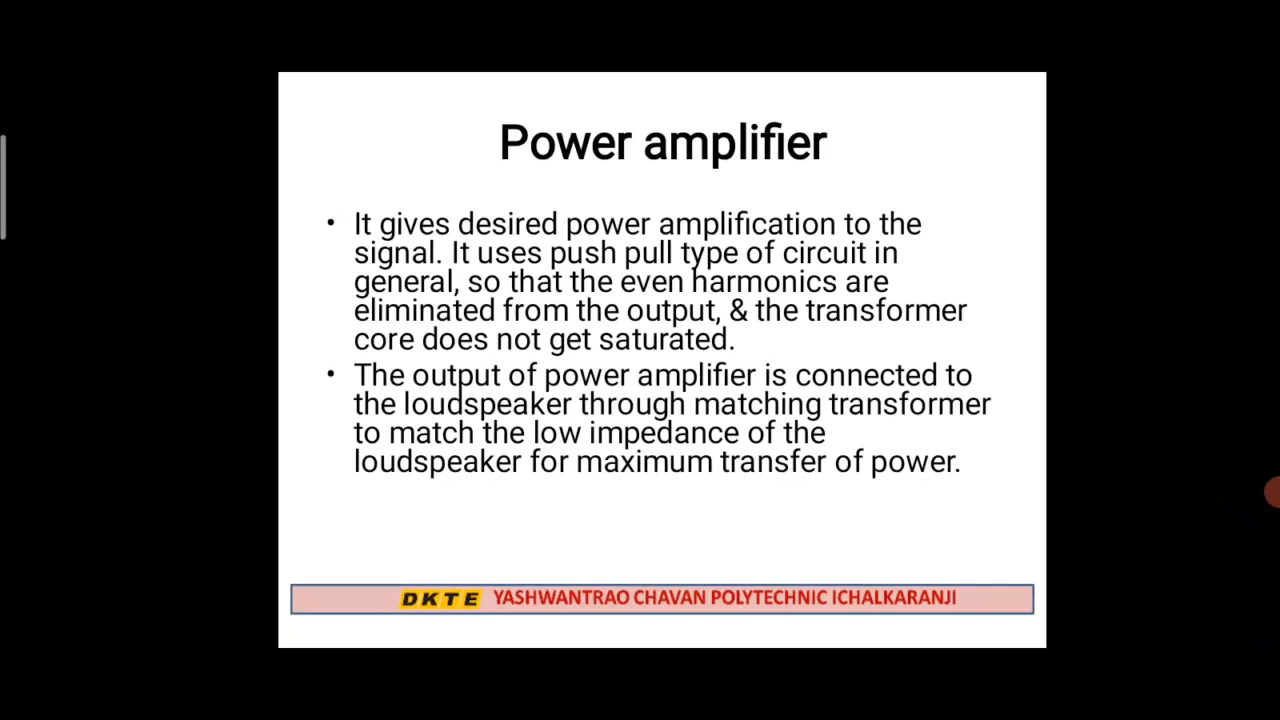 Power amplifier
• It gives desired power amplification to the
signal. It uses push pull type of circuit in
general, so that the even harmonics are
eliminated from the output, & the transformer
core does not get saturated.
• The output of power amplifier is connected to
the loudspeaker through matching transformer
to match the low impedance of the
loudspeaker for maximum transfer of power.
DKTE YASHWANTRAO CHAVAN POLYTECHNIC ICHALKARANJI